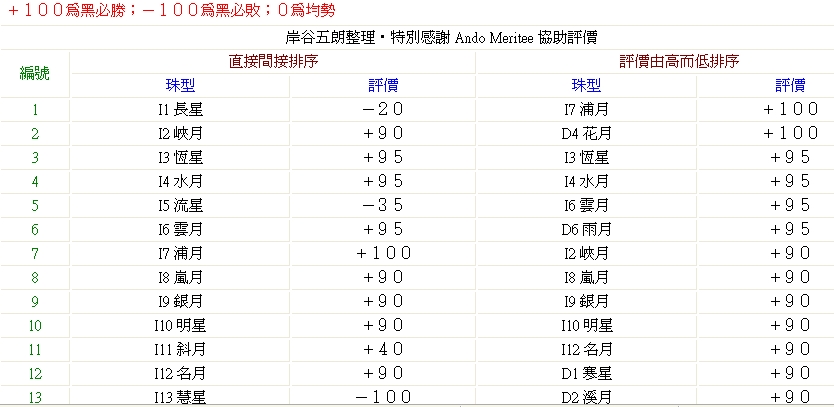 ＋１００爲黑必勝；－１００爲黑必敗；０爲均勢
岸谷五朗整理‧特別感謝 Ando Meritee 協助評價
編號 直接間接排序 評價由高而低排序
珠型 評價 珠型 評價
1 I1 長星 －２０ I7 浦月 ＋１００
2 I2 峽月 ＋９０ D4 花月 ＋１００
3 I3 恆星 ＋９５ I3 恆星 ＋９５
4 I4 水月 ＋９５ I4 水月 ＋９５
5 I5 流星 －３５ I6 雲月 ＋９５
6 I6 雲月 ＋９５ D6 雨月 ＋９５
7 I7 浦月 ＋１００ I2 峽月 ＋９０
8 I8 嵐月 ＋９０ I8 嵐月 ＋９０
9 I9 銀月 ＋９０ I9 銀月 ＋９０
10 I10 明星 ＋９０ I10 明星 ＋９０
11 I11 斜月 ＋４０ I12 名月 ＋９０
12 I12 名月 ＋９０ D1 寒星 ＋９０
13 I13 慧星 －１００ D2 溪月 ＋９０